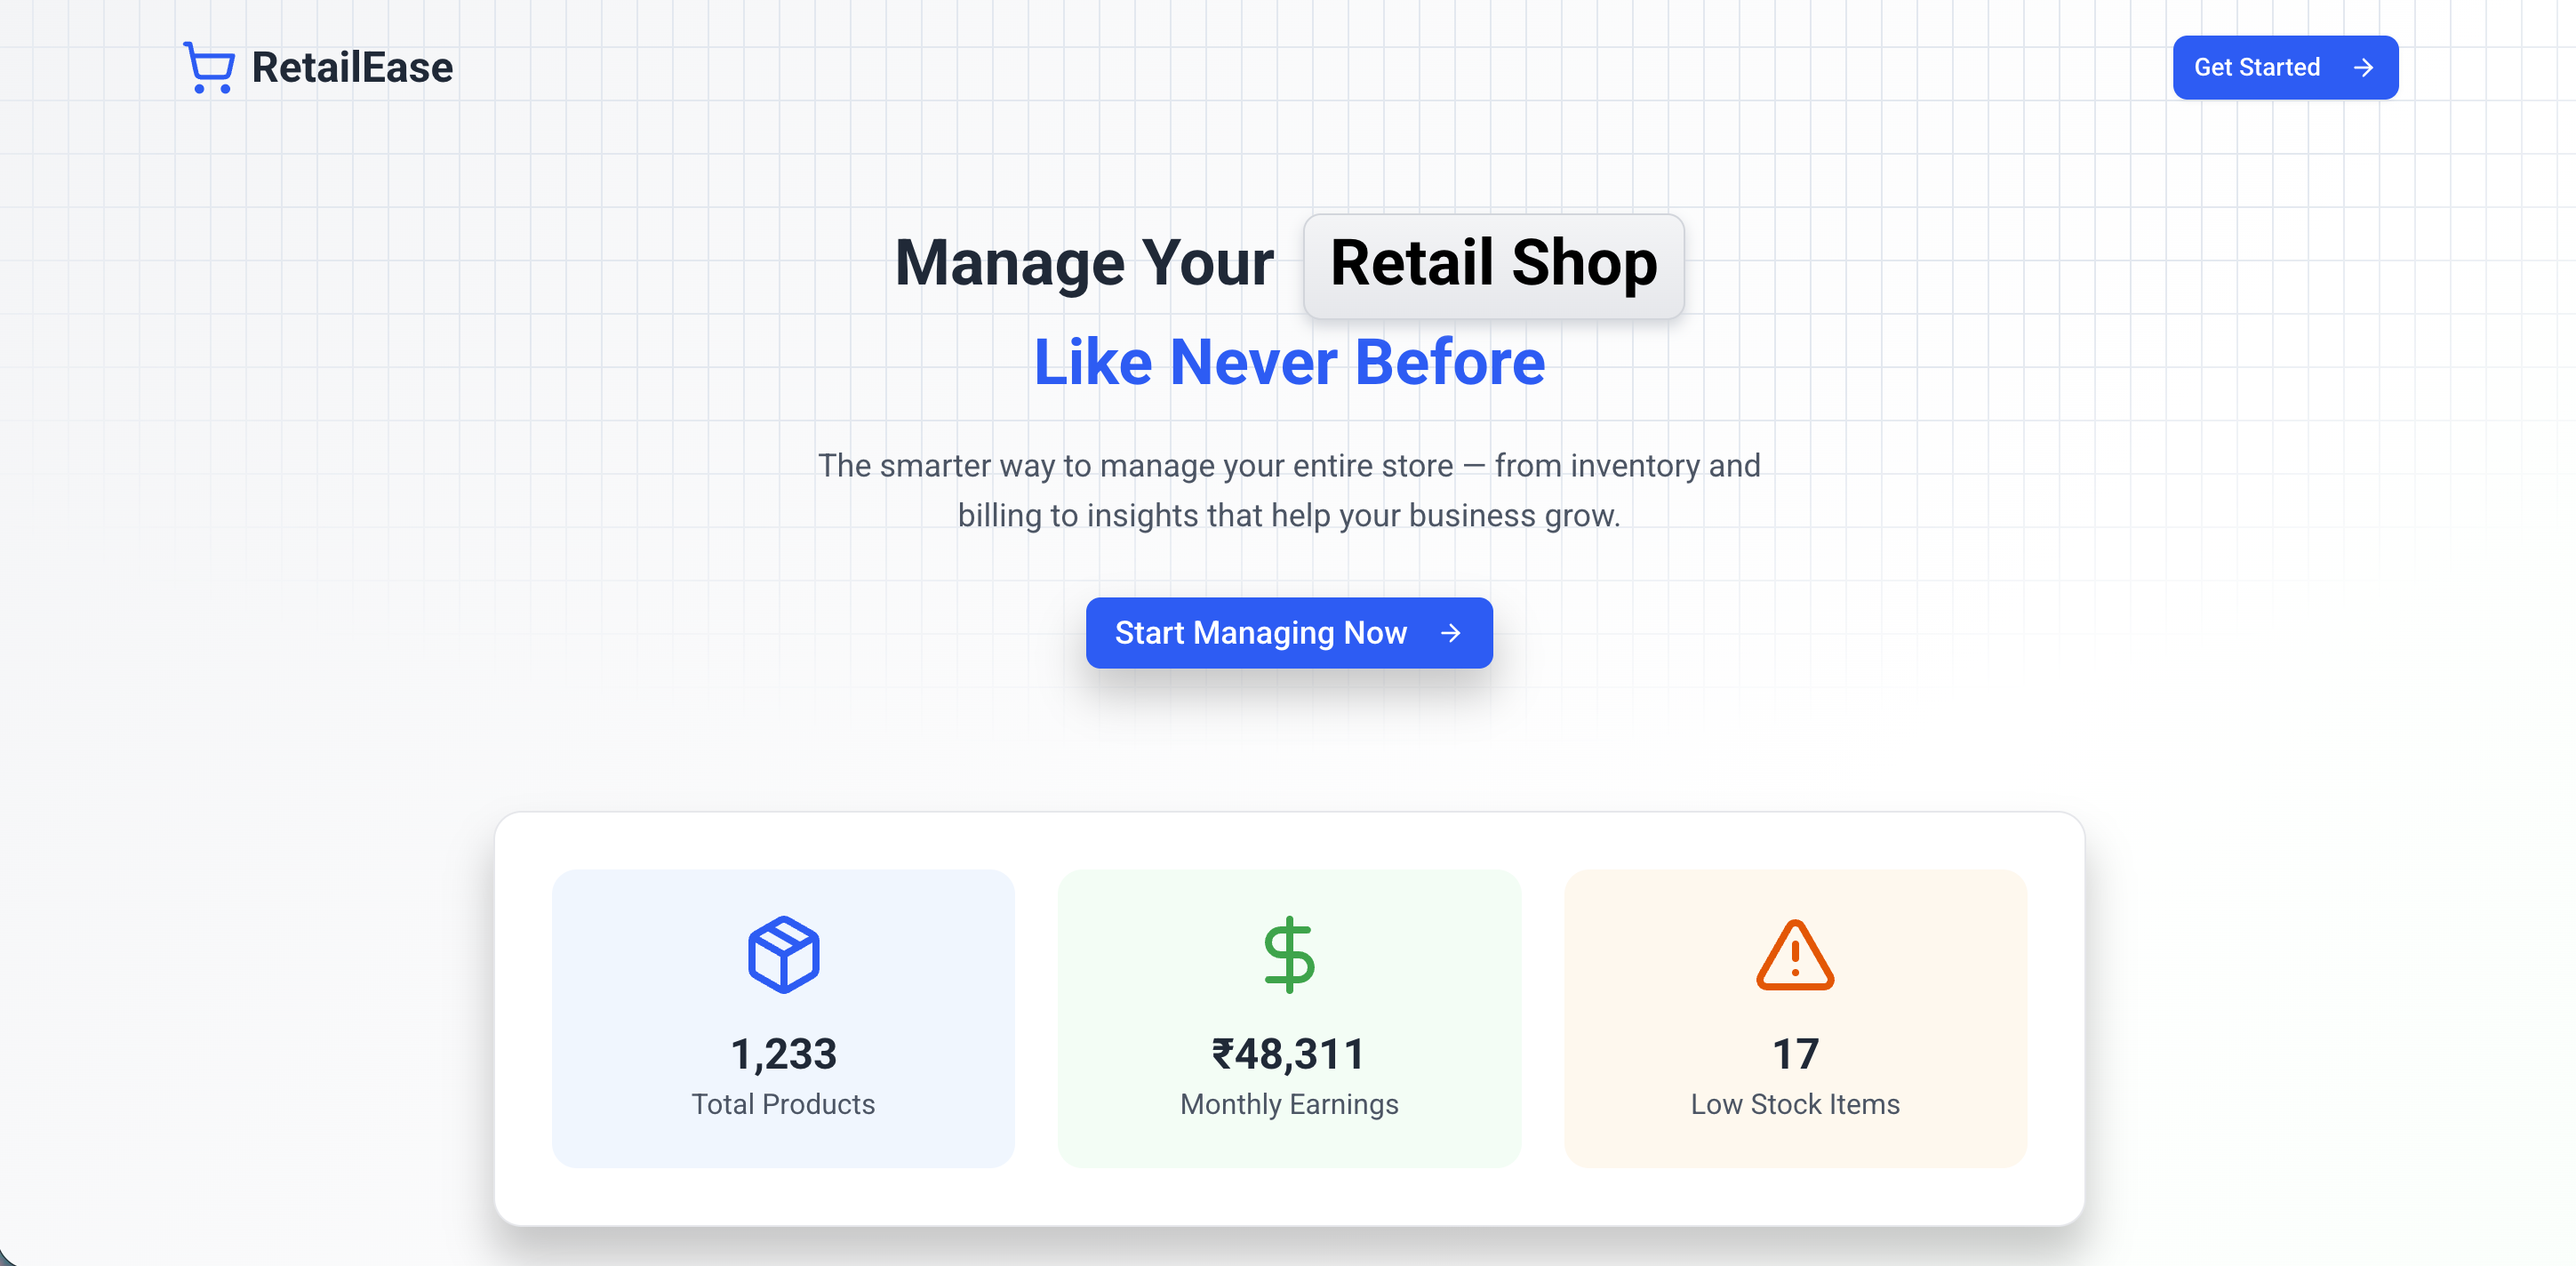 RetailEase
Get Started
Manage Your Retail Shop
Like Never Before
The smarter way to manage your entire store — from inventory and
billing to insights that help your business grow.
Start Managing Now
1,233
Total Products
₹48,311
Monthly Earnings
17
Low Stock Items